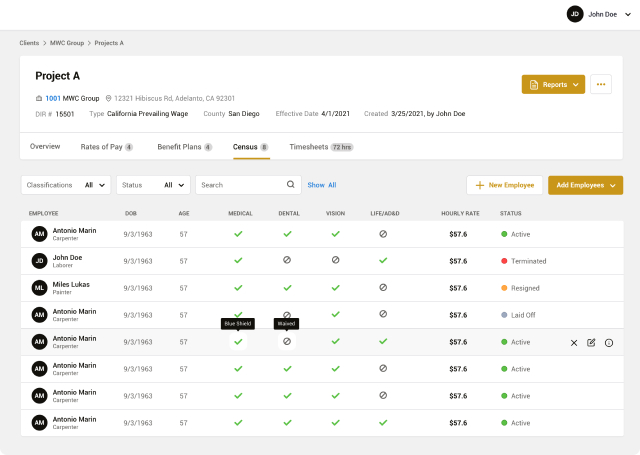 JD John Doe
Clients > MWC Group > Projects A
Project A
Reports
1001 MWC Group 12321 Hibiscus Rd, Adelanto, CA 92301
DIR # 15501 Type California Prevailing Wage County San Diego Effective Date 4/1/2021 Created 3/25/2021, by John Doe
Overview Rates of Pay 4 Benefit Plans 4 Census 8 Timesheets 72 hrs
Classifications All Status All Search Show All New Employee Add Employees
EMPLOYEE DOB AGE MEDICAL DENTAL VISION LIFE/AD&D HOURLY RATE STATUS
AM Antonio Marin 9/3/1963 57 $57.6 Active
Carpenter
JD John Doe 9/3/1963 57 $57.6 Terminated
Laborer
ML Miles Lukas 9/3/1963 57 $57.6 Resigned
Painter
AM Antonio Marin 9/3/1963 57 $57.6 Laid Off
Carpenter
Blue Shield Waived
AM Antonio Marin 9/3/1963 57 $57.6 Active
Carpenter
AM Antonio Marin 9/3/1963 57 $57.6 Active
Carpenter
AM Antonio Marin 9/3/1963 57 $57.6 Active
Carpenter
AM Antonio Marin 9/3/1963 57 $57.6 Active
Carpenter